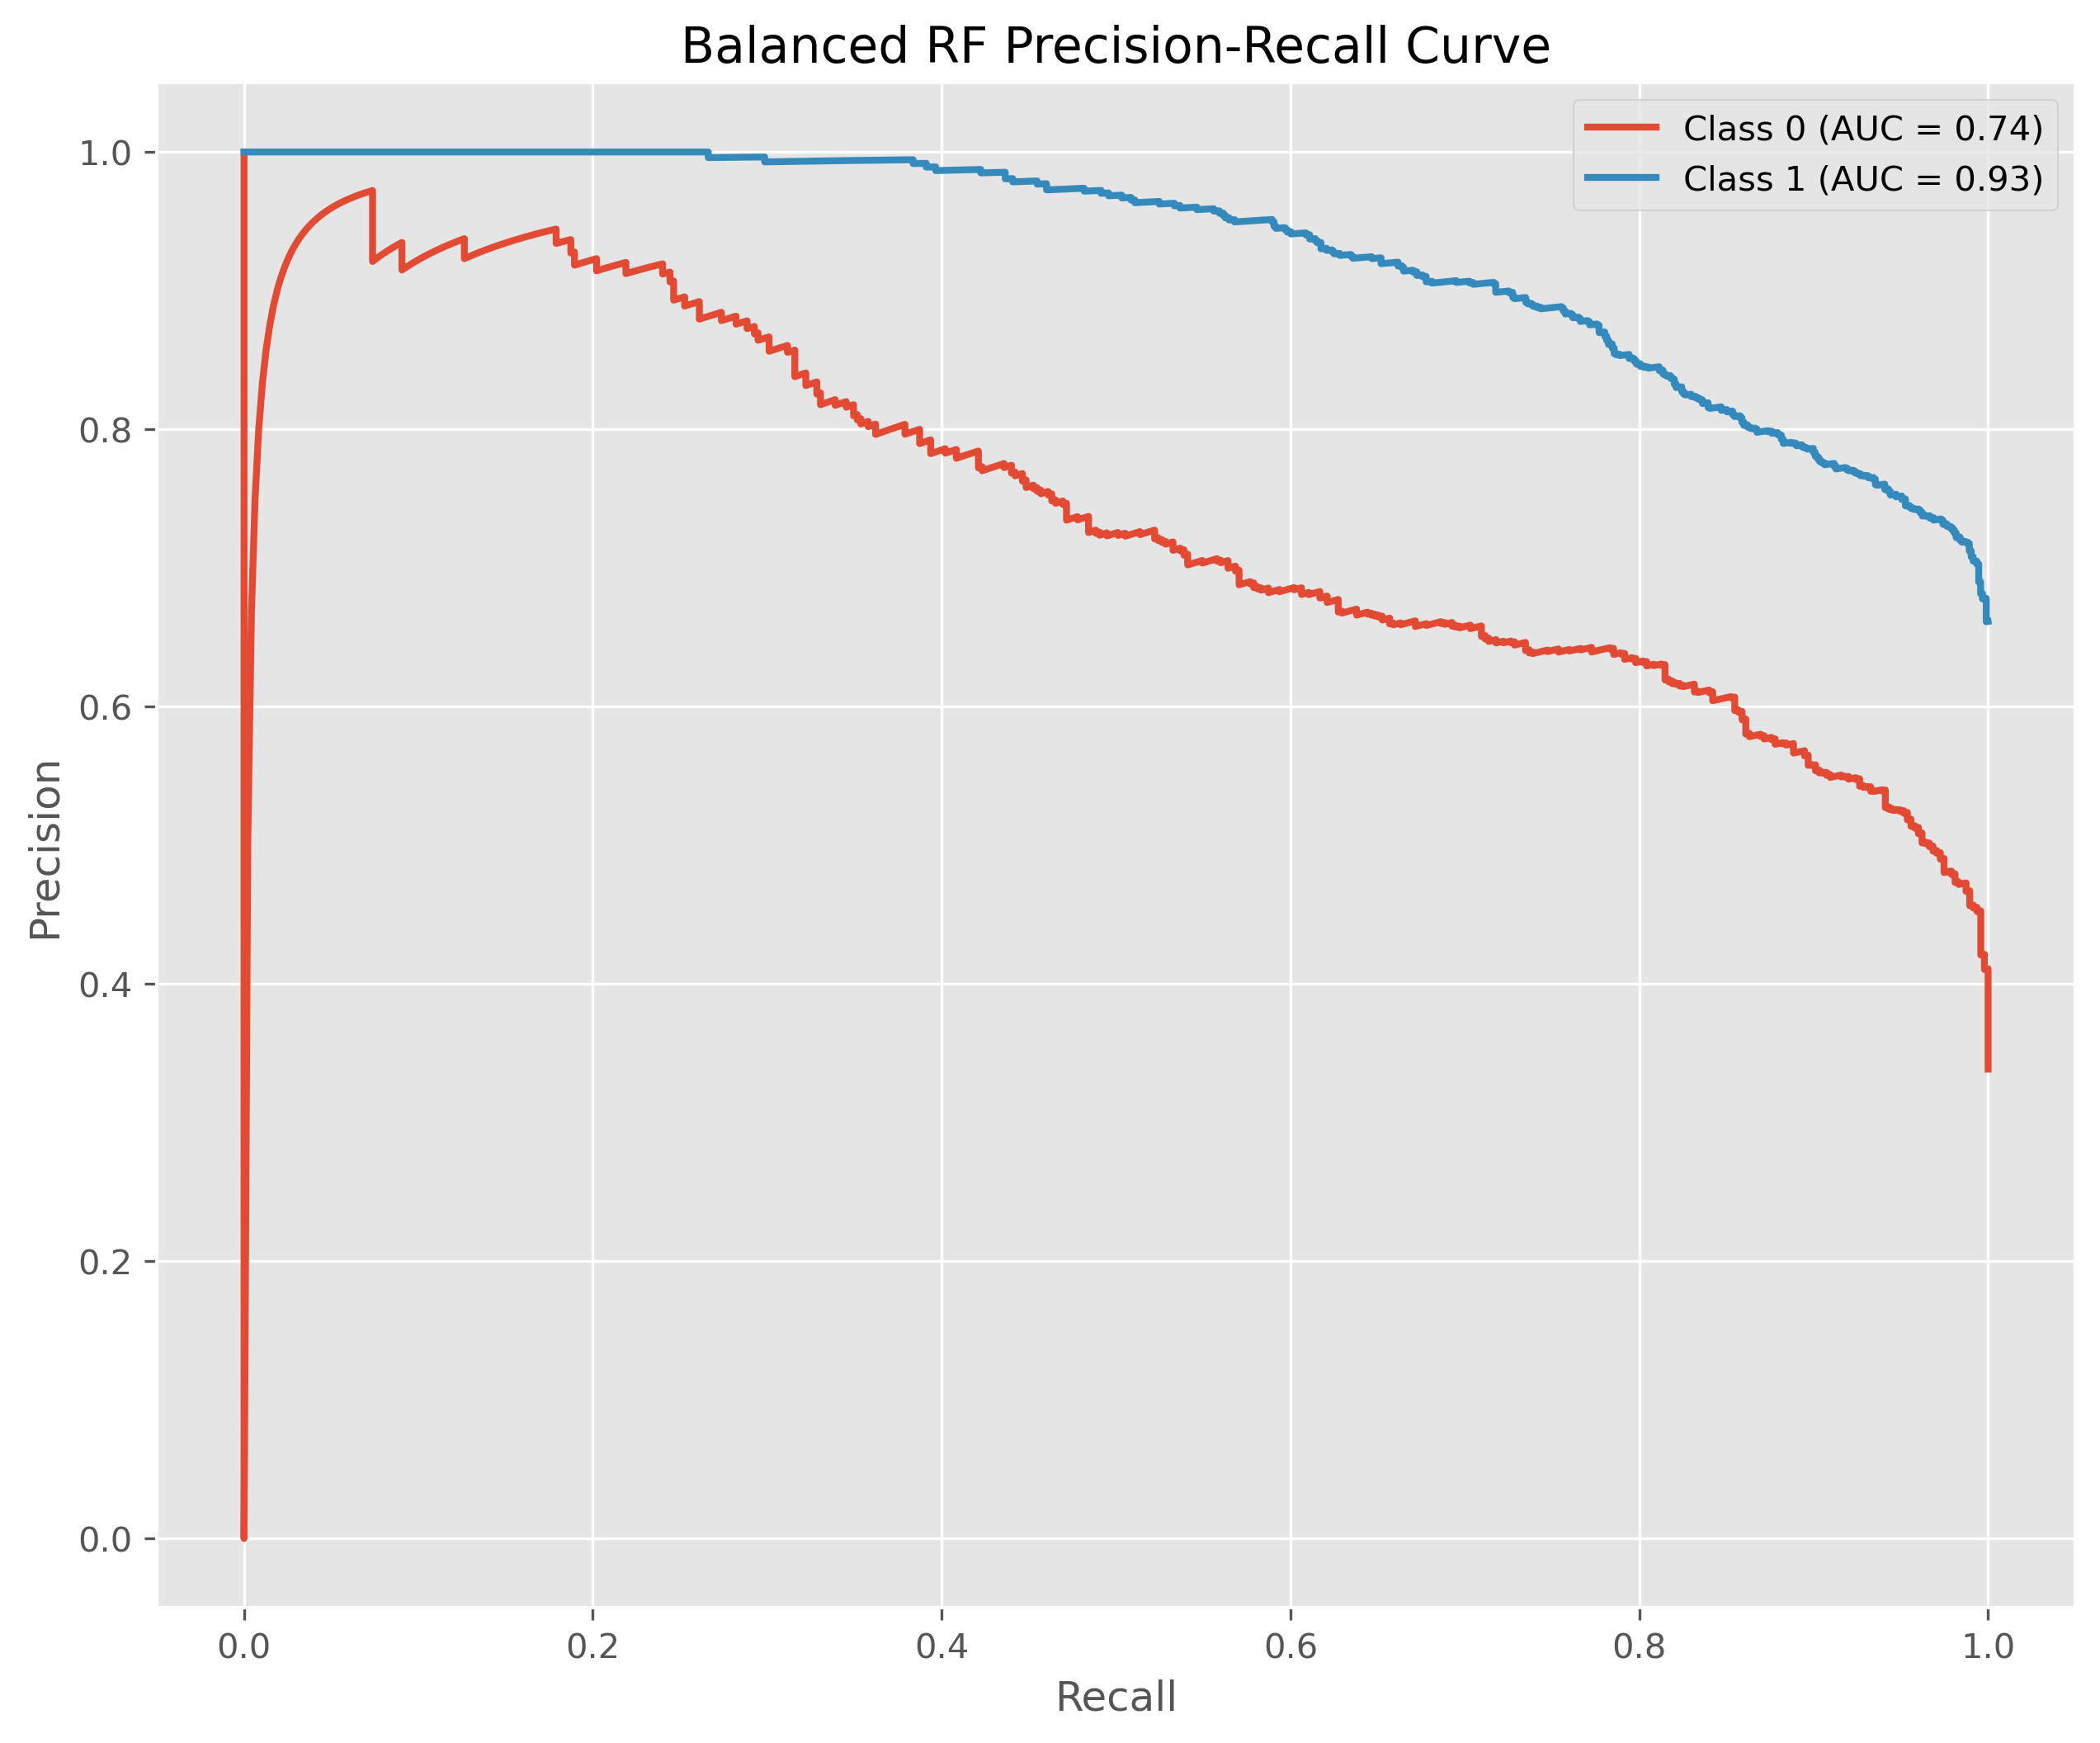 Balanced RF Precision-Recall Curve
Class 0 (AUC = 0.74)
Class 1 (AUC = 0.93)
Precision
1.0
0.8
0.6
0.4
0.2
0.0
0.0 0.2 0.4 0.6 0.8 1.0
Recall